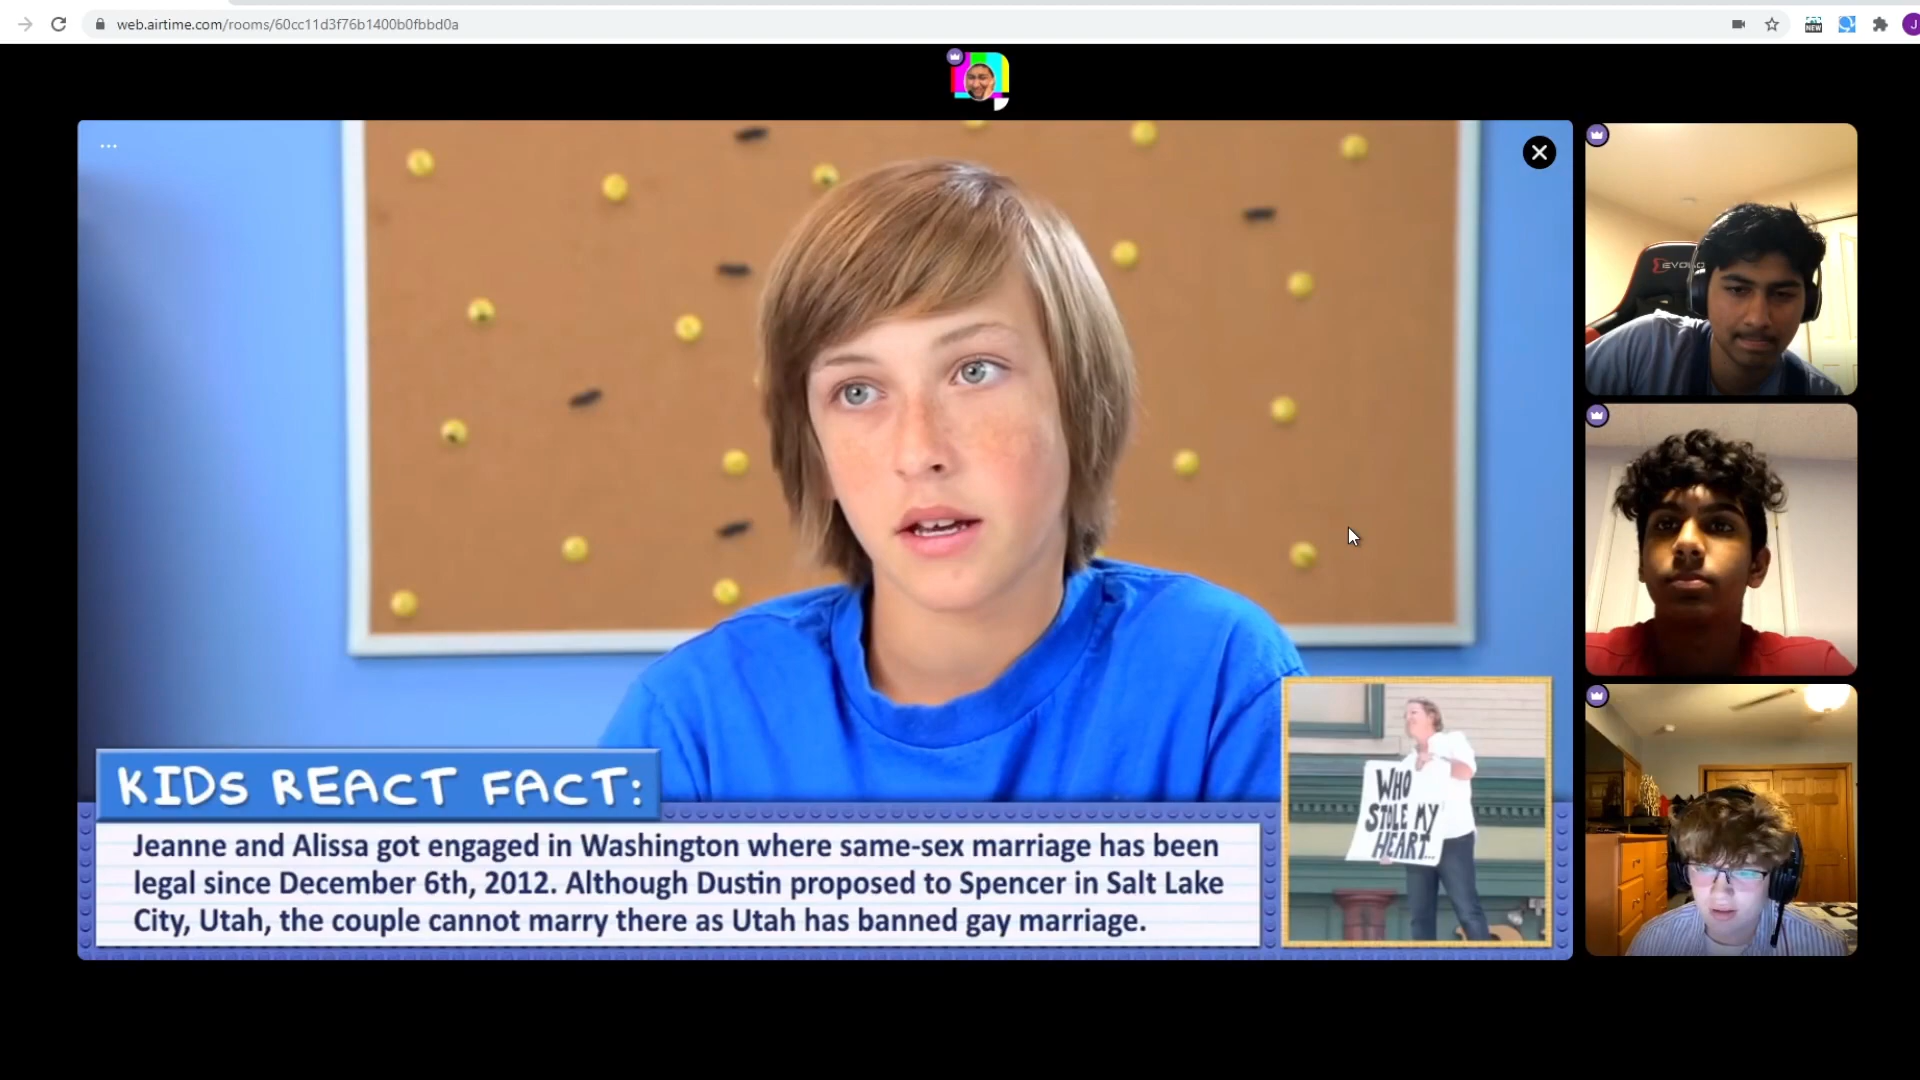 web.airtime.com/rooms/60cc11d3f76b1400b0fbbd0a
NEW
J
EVOLU
KIDS REACT FACT:
Jeanne and Alissa got engaged in Washington where same-sex marriage has been
legal since December 6th, 2012. Although Dustin proposed to Spencer in Salt Lake
City, Utah, the couple cannot marry there as Utah has banned gay marriage.
WHO
STOLE MY
HEART...